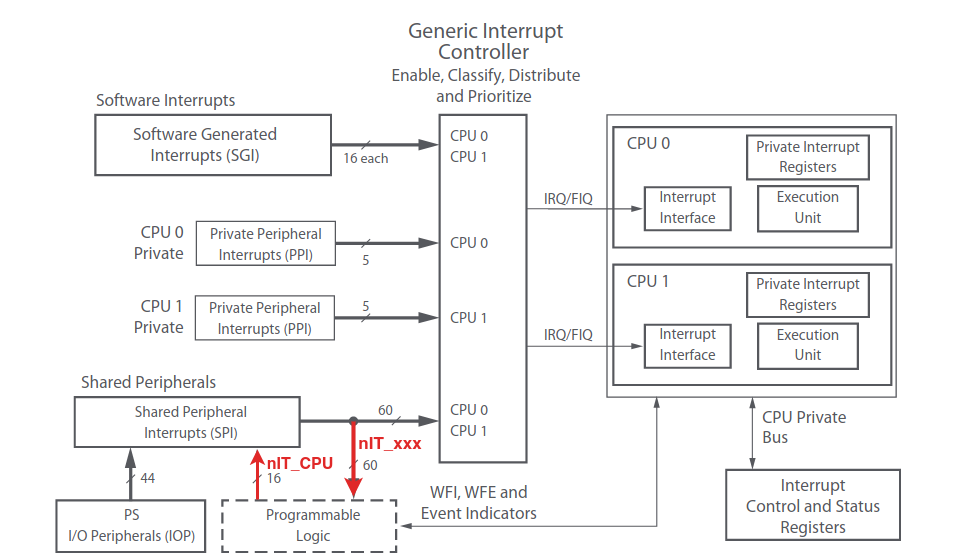 Generic Interrupt
Controller
Enable, Classify, Distribute
and Prioritize
Software Interrupts
Software Generated
Interrupts (SGI)
16 each
CPU 0
CPU 1
CPU 0
Private
Private Peripheral
Interrupts (PPI)
5
CPU 0
CPU 1
Private
Private Peripheral
Interrupts (PPI)
5
CPU 1
Shared Peripherals
Shared Peripheral
Interrupts (SPI)
60
CPU 0
CPU 1
nIT_CPU
16
nIT_xxx
60
44
PS
I/O Peripherals (IOP)
Programmable
Logic
WFI, WFE and
Event Indicators
IRQ/FIQ
CPU 0
Private Interrupt
Registers
Interrupt
Interface
Execution
Unit
IRQ/FIQ
CPU 1
Private Interrupt
Registers
Interrupt
Interface
Execution
Unit
CPU Private
Bus
Interrupt
Control and Status
Registers